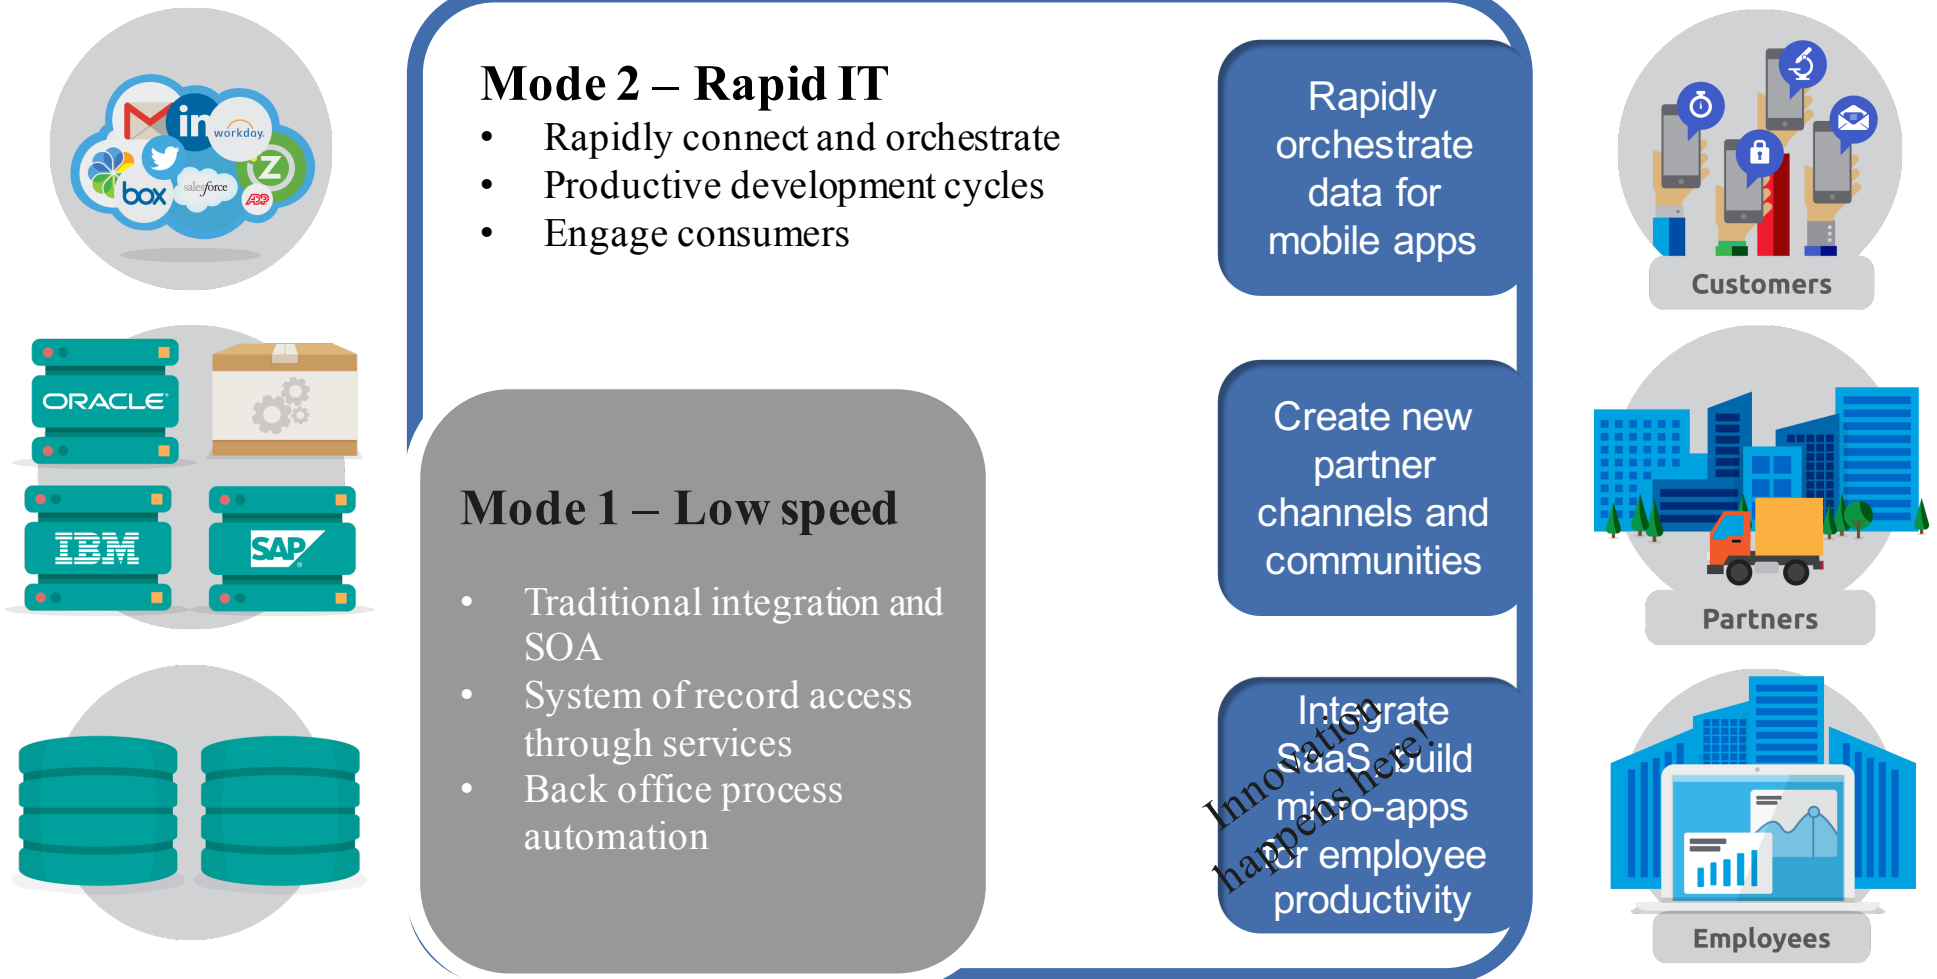 in
workday.
box
salesforce
ADP
ORACLE
IBM
SAP
Mode 2 – Rapid IT
• Rapidly connect and orchestrate
• Productive development cycles
• Engage consumers
Mode 1 – Low speed
• Traditional integration and
SOA
• System of record access
through services
• Back office process
automation
Rapidly
orchestrate
data for
mobile apps
Create new
partner
channels and
communities
Integrate
SaaS, build
micro-apps
for employee
productivity
Innovation
happens here!
Customers
Partners
Employees